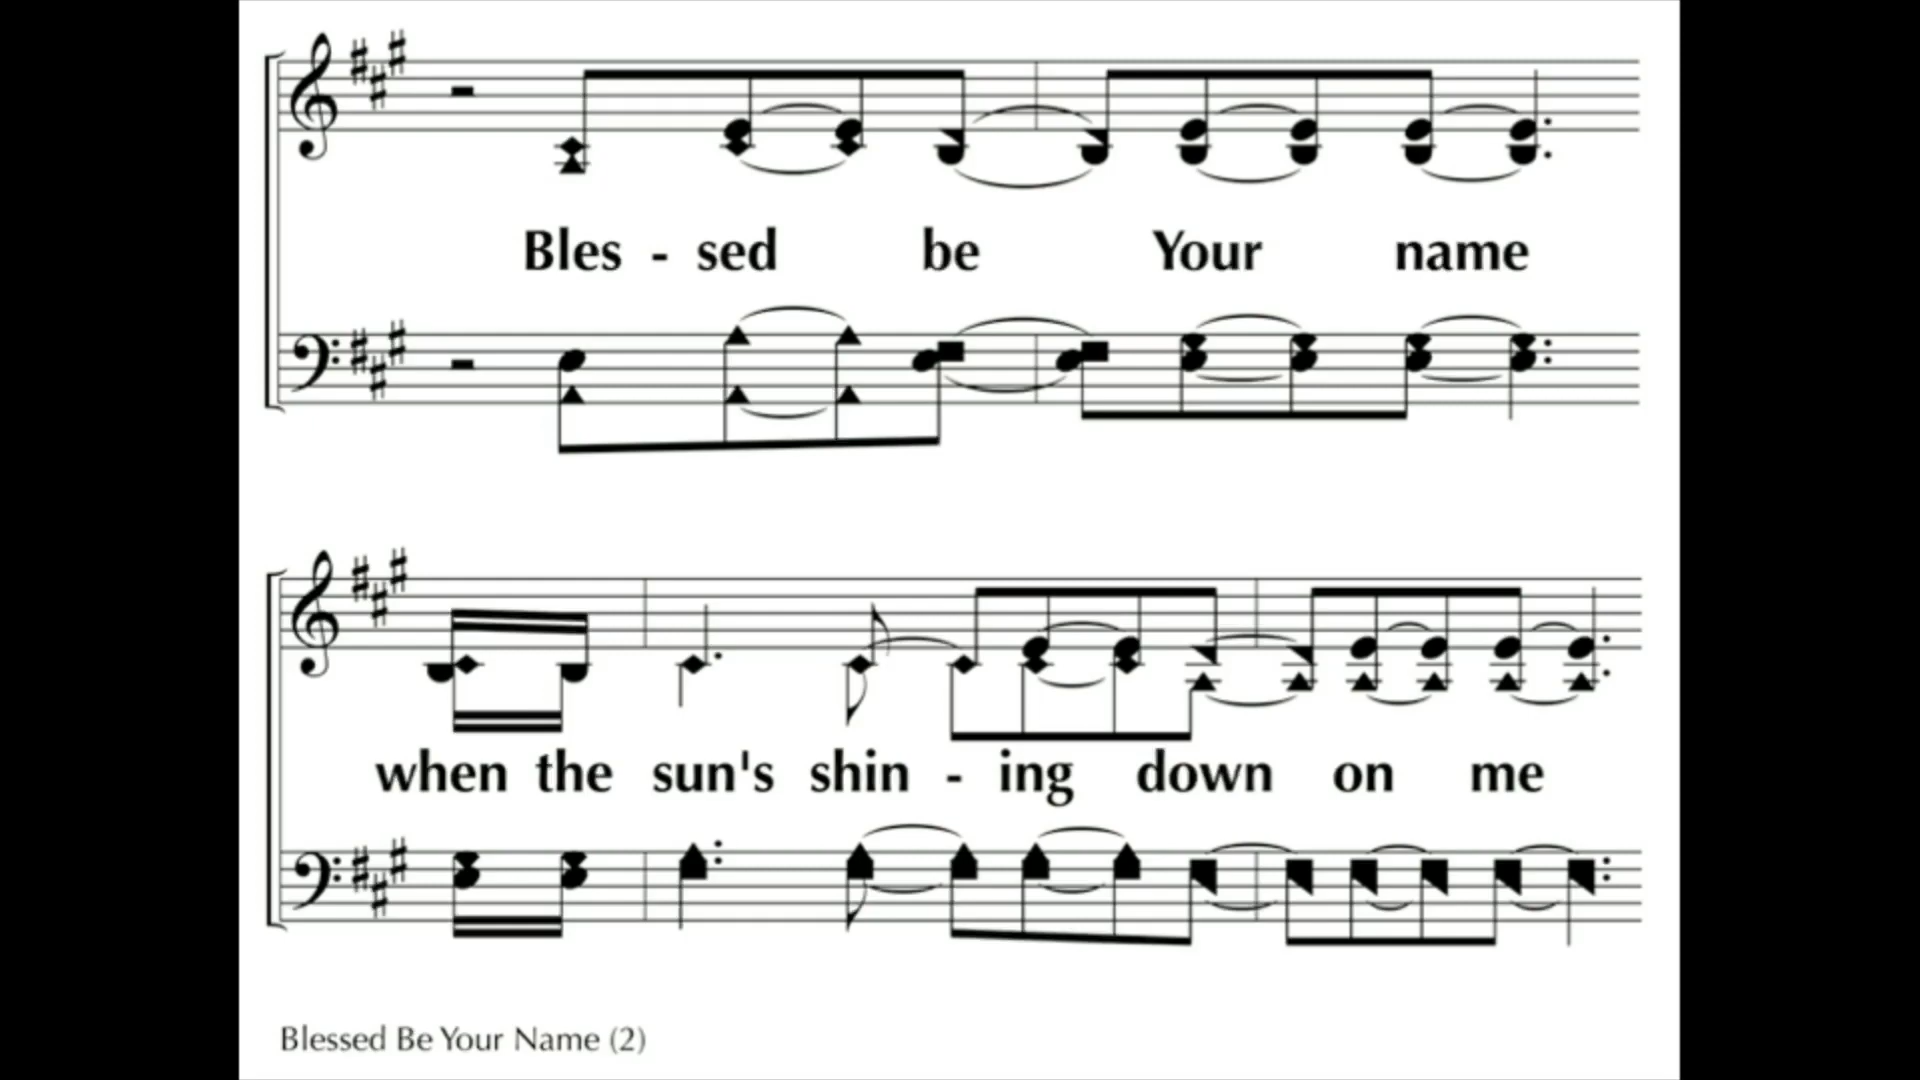 Bles - sed be Your name
when the sun's shin - ing down on me
Blessed Be Your Name (2)